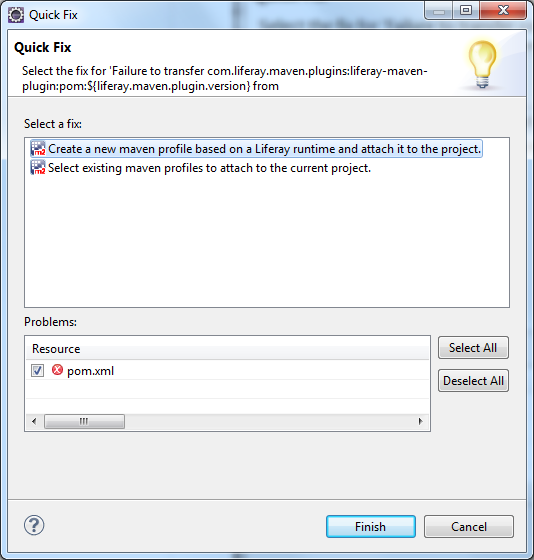 Quick Fix
Quick Fix
Select the fix for 'Failure to transfer com.liferay.maven.plugins:liferay-maven-
plugin:pom:${liferay.maven.plugin.version} from
Select a fix:
m2 Create a new maven profile based on a Liferay runtime and attach it to the project.
m2 Select existing maven profiles to attach to the current project.
Problems:
Resource
pom.xml
Select All
Deselect All
?
Finish
Cancel